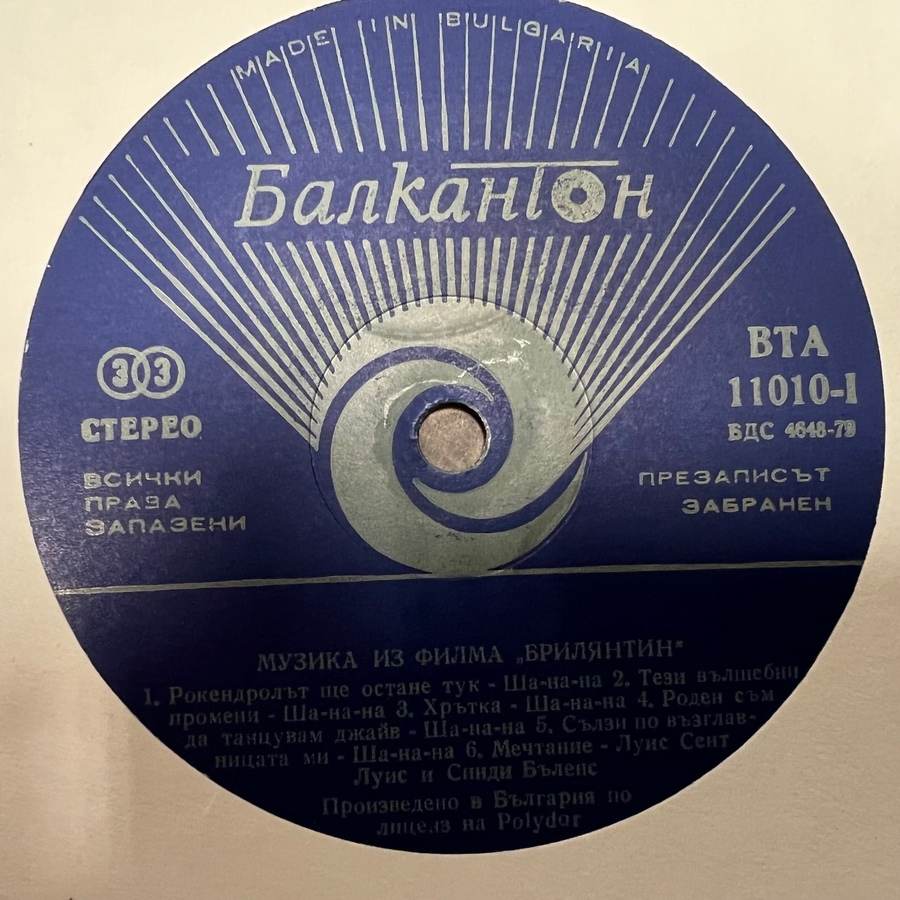 MADE IN BULGARIA
Балкантон
33
СТЕРЕО
ВСИЧКИ
ПРАВА
ЗАПАЗЕНИ
ВТА
11010-I
БДС 4648-79
ПРЕЗАПИСЪТ
ЗАБРАНЕН
МУЗИКА ИЗ ФИЛМА „БРИЛЯНТИН"
1. Рокендролът ще остане тук - Ша-на-на 2. Тези вълшебни
промени - Ша-на-на 3. Хрътка - Ша-на-на 4. Роден съм
да танцувам джайв - Ша-на-на 5. Сълзи по възглав-
ницата ми - Ша-на-на 6. Мечтание - Луис Сент
Луис и Синди Бъленс
Произведено в България по
лиценз на Polydor